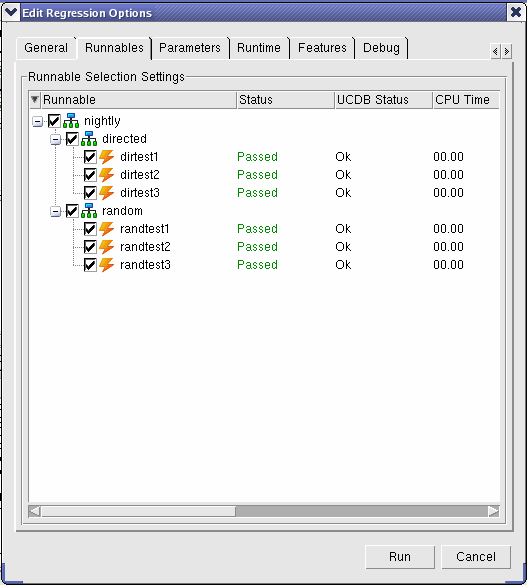 Edit Regression Options
General Runnables Parameters Runtime Features Debug
Runnable Selection Settings
Runnable Status UCDB Status CPU Time
nightly
directed
dirtest1 Passed Ok 00.00
dirtest2 Passed Ok 00.00
dirtest3 Passed Ok 00.00
random
randtest1 Passed Ok 00.00
randtest2 Passed Ok 00.00
randtest3 Passed Ok 00.00
Run Cancel